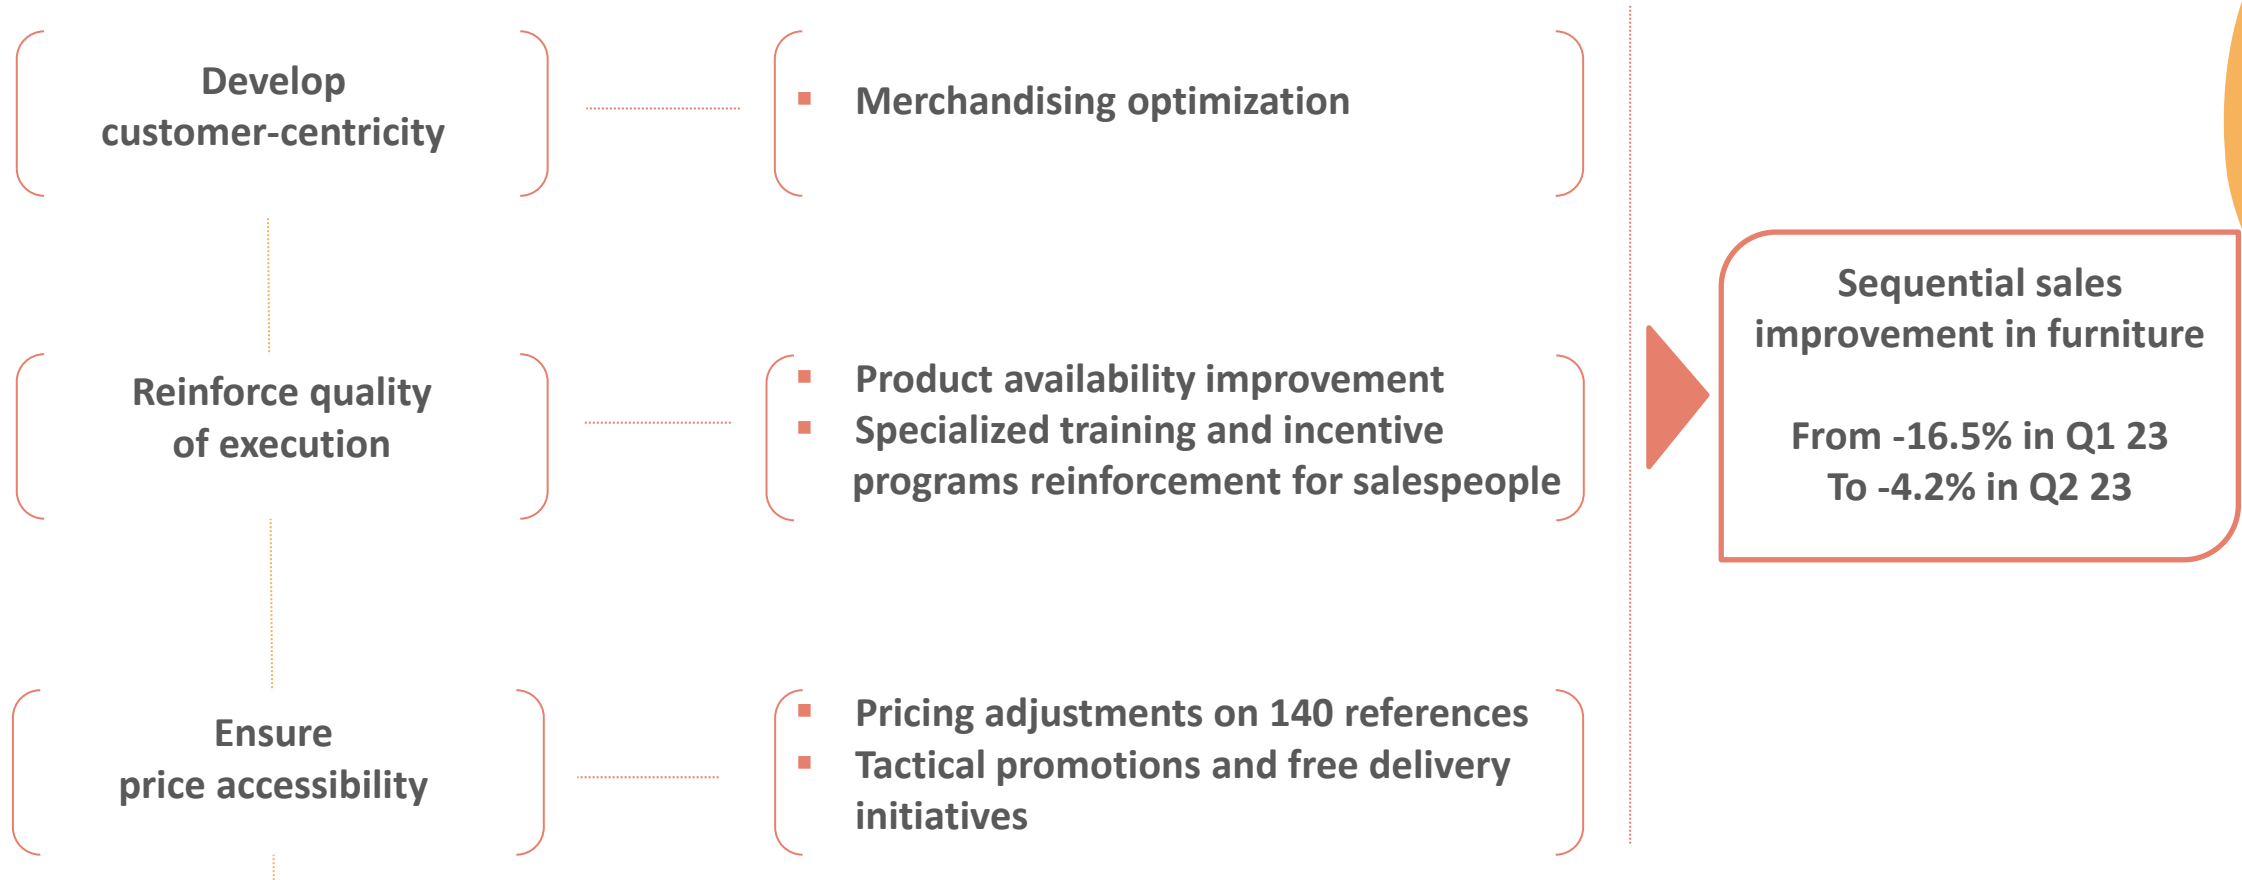 Develop
customer-centricity
▪ Merchandising optimization
Reinforce quality
of execution
▪ Product availability improvement
▪ Specialized training and incentive
programs reinforcement for salespeople
Ensure
price accessibility
▪ Pricing adjustments on 140 references
▪ Tactical promotions and free delivery
initiatives
Sequential sales
improvement in furniture
From -16.5% in Q1 23
To -4.2% in Q2 23